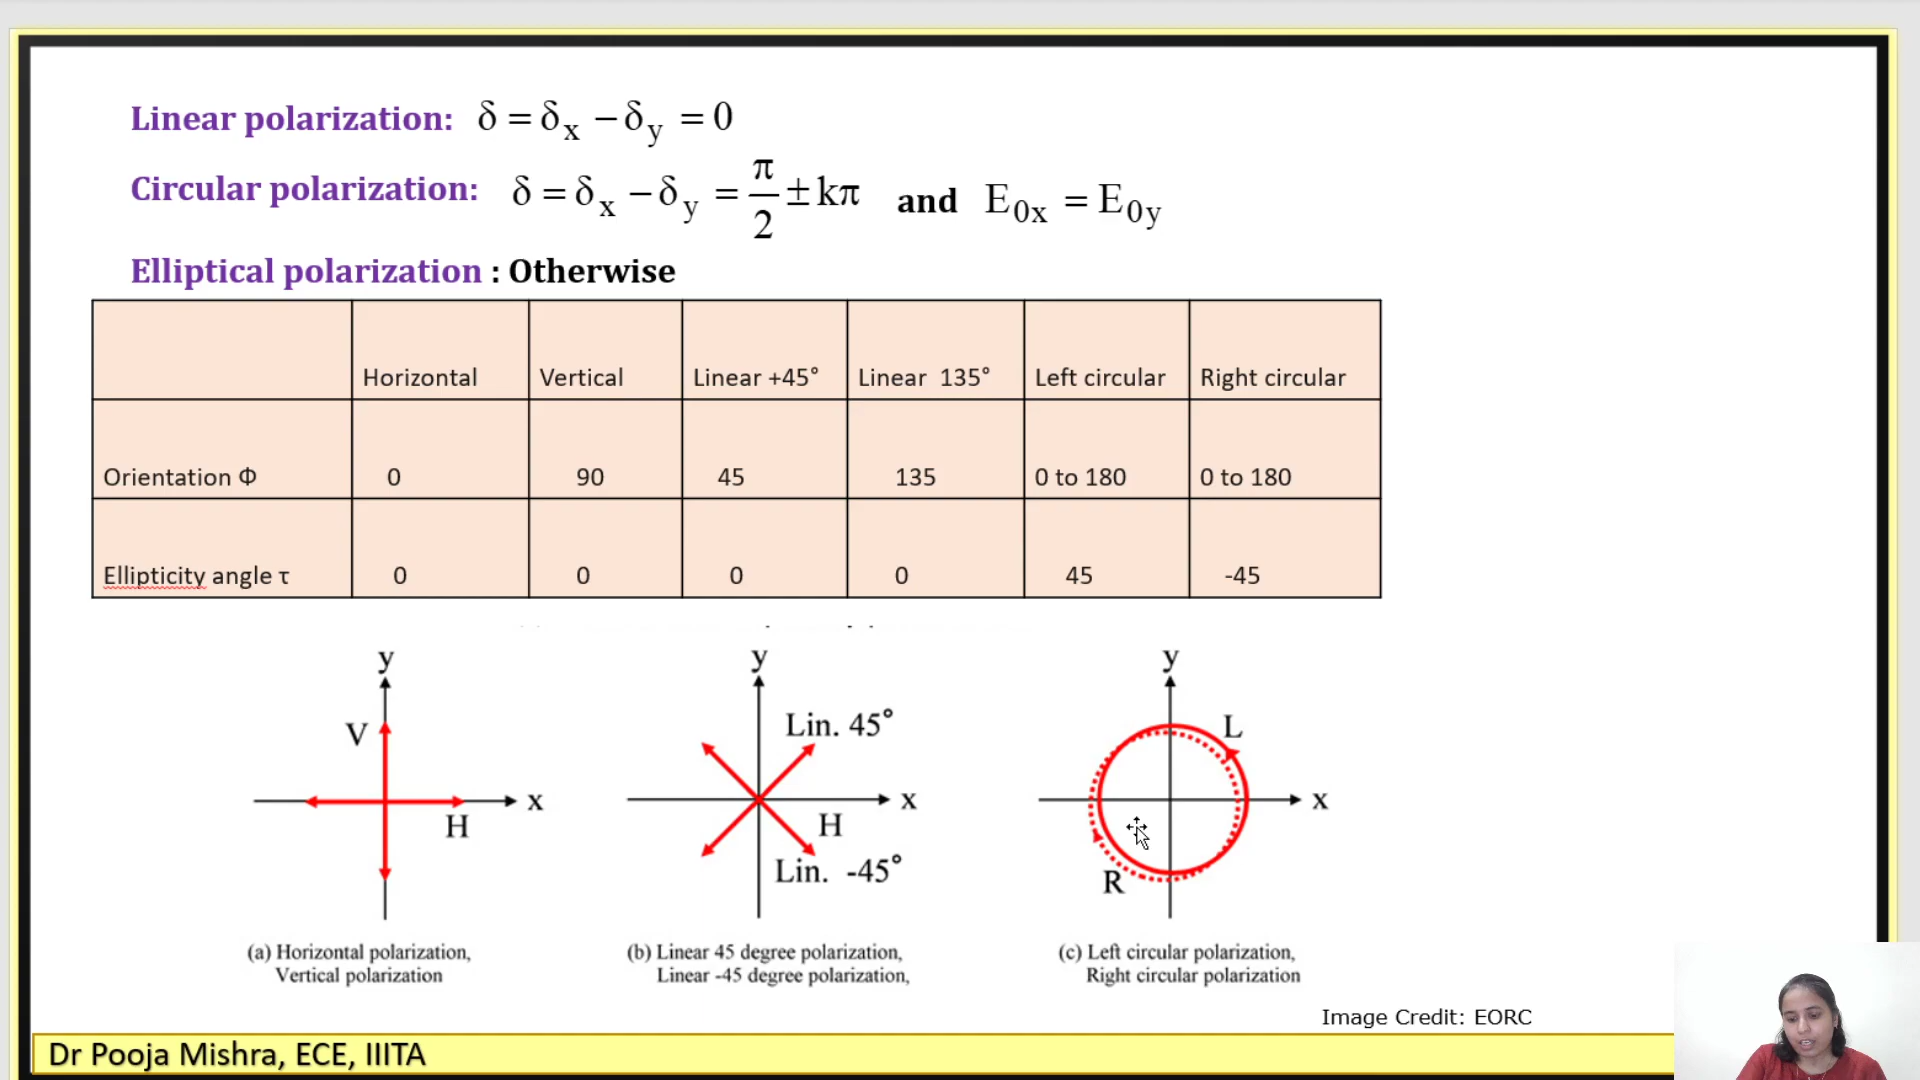 Linear polarization: δ = δx − δy = 0
Circular polarization: δ = δx − δy = π/2 ± kπ and E0x = E0y
Elliptical polarization : Otherwise
Horizontal Vertical Linear +45° Linear 135° Left circular Right circular
Orientation Φ 0 90 45 135 0 to 180 0 to 180
Ellipticity angle τ 0 0 0 0 45 -45
y
V
x
H
y
Lin. 45°
x
H
Lin. -45°
y
L
x
R
(a) Horizontal polarization,
Vertical polarization
(b) Linear 45 degree polarization,
Linear -45 degree polarization,
(c) Left circular polarization,
Right circular polarization
Image Credit: EORC
Dr Pooja Mishra, ECE, IIITA